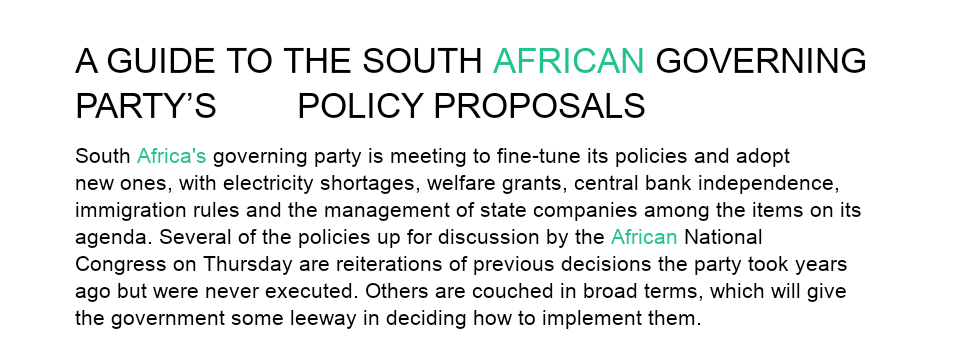 A GUIDE TO THE SOUTH AFRICAN GOVERNING
PARTY’S POLICY PROPOSALS
South Africa's governing party is meeting to fine-tune its policies and adopt
new ones, with electricity shortages, welfare grants, central bank independence,
immigration rules and the management of state companies among the items on its
agenda. Several of the policies up for discussion by the African National
Congress on Thursday are reiterations of previous decisions the party took years
ago but were never executed. Others are couched in broad terms, which will give
the government some leeway in deciding how to implement them.